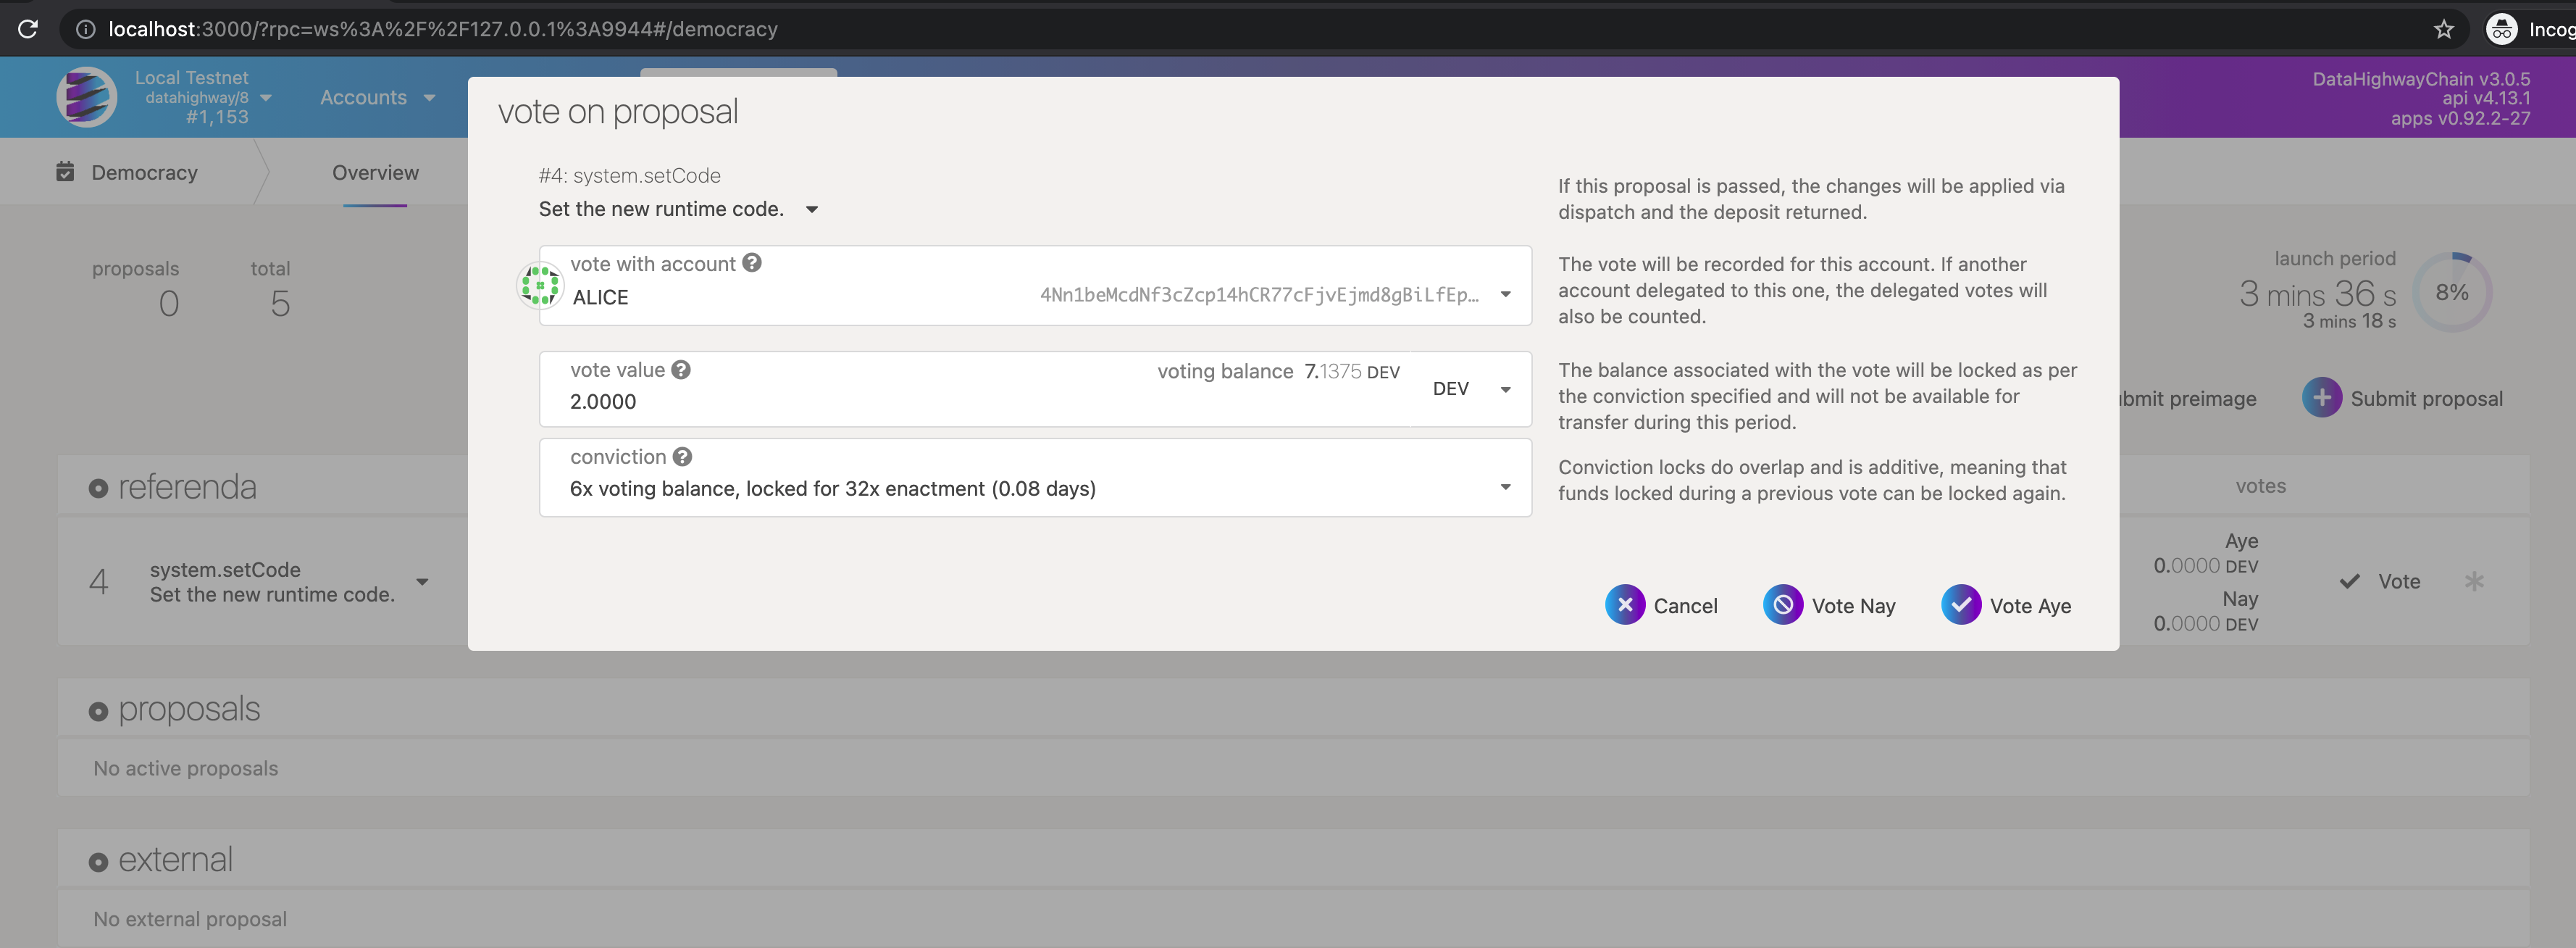 localhost:3000/?rpc=ws%3A%2F%2F127.0.0.1%3A9944#/democracy
Local Testnet
datahighway/8
#1,153
Accounts
DataHighwayChain v3.0.5
api v4.13.1
apps v0.92.2-27
Democracy
Overview
proposals
0
total
5
launch period
3 mins 36 s
3 mins 18 s
8%
Submit proposal
vote on proposal
#4: system.setCode
Set the new runtime code.
If this proposal is passed, the changes will be applied via
dispatch and the deposit returned.
vote with account
ALICE
4Nn1beMcdNf3cZcp14hCR77cFjvEjmd8gBiLfEp…
The vote will be recorded for this account. If another
account delegated to this one, the delegated votes will
also be counted.
vote value
2.0000
voting balance 7.1375 DEV
DEV
The balance associated with the vote will be locked as per
the conviction specified and will not be available for
transfer during this period.
conviction
6x voting balance, locked for 32x enactment (0.08 days)
Conviction locks do overlap and is additive, meaning that
funds locked during a previous vote can be locked again.
Cancel
Vote Nay
Vote Aye
ubmit preimage
referenda
votes
4
system.setCode
Set the new runtime code.
Aye
0.0000 DEV
Nay
0.0000 DEV
Vote
proposals
No active proposals
external
No external proposal
Incog